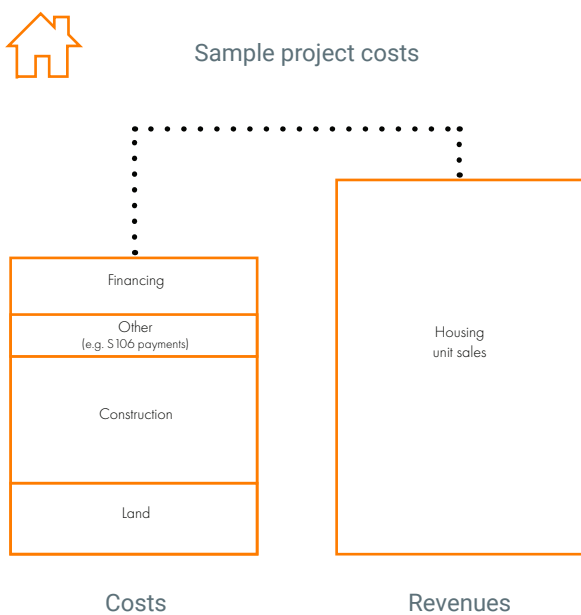 Sample project costs
Financing
Other
(e.g. S106 payments)
Construction
Land
Housing
unit sales
Costs
Revenues